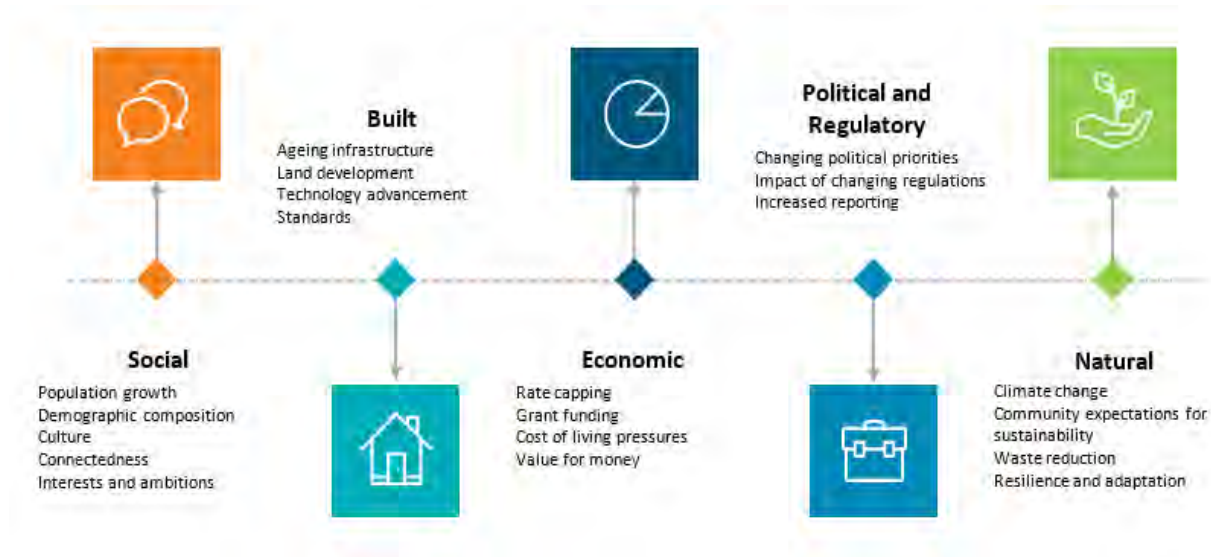 Social
Population growth
Demographic composition
Culture
Connectedness
Interests and ambitions
Built
Ageing infrastructure
Land development
Technology advancement
Standards
Economic
Rate capping
Grant funding
Cost of living pressures
Value for money
Political and
Regulatory
Changing political priorities
Impact of changing regulations
Increased reporting
Natural
Climate change
Community expectations for
sustainability
Waste reduction
Resilience and adaptation